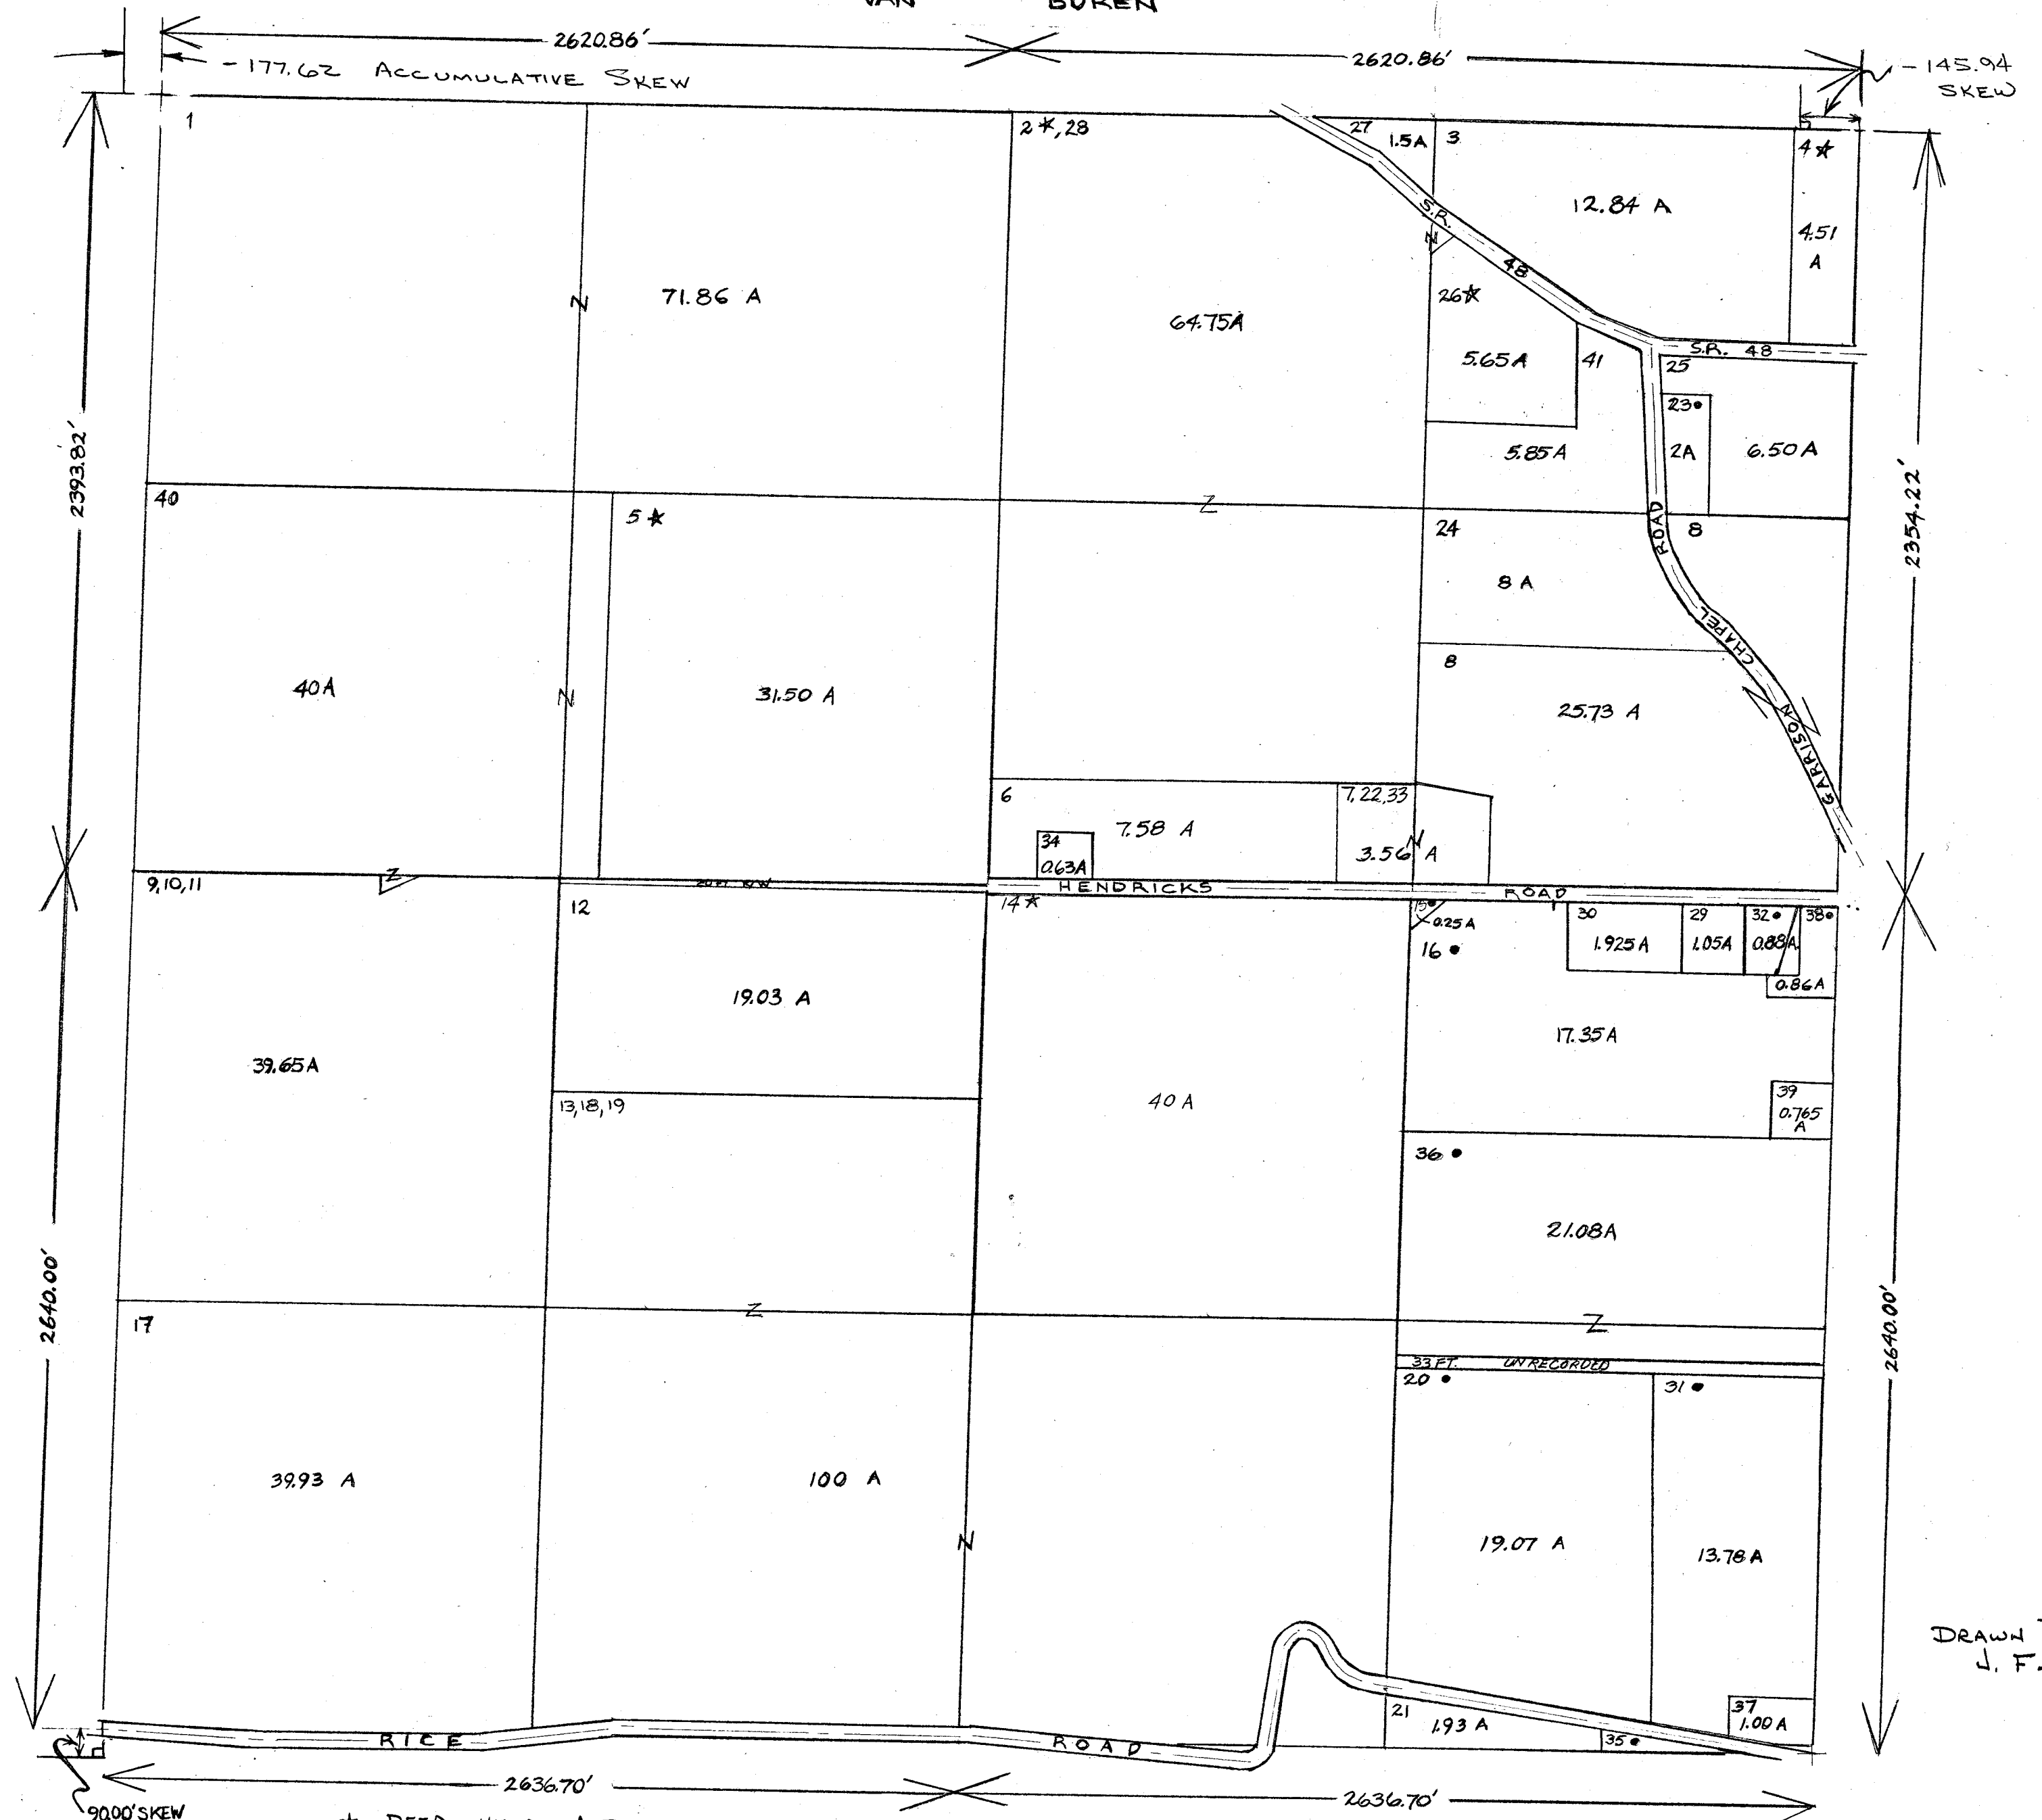 VAN BUREN
2620.86' 2620.86'
-177.62 ACCUMULATIVE SKEW
-145.94
SKEW
1
2★,28
27
1.5A
3
4★
12.84 A
4.51
A
S.R.
48
71.86 A
64.75A
26★
5.65A
41
S.R. 48
25
23•
2A
6.50A
5.85A
2393.82'
2354.22'
40
5★
24
8
ROAD
8 A
CHAPEL
8
40A
31.50 A
25.73 A
GARRISON
6
7,22,33
7.58 A
34
0.63A
3.56 A
9,10,11
20 FT. R/W
HENDRICKS ROAD
12
14★
15•
0.25A
16•
30
1.925A
29
1.05A
32•
0.88A
38•
0.86A
19.03 A
17.35A
39.65A
39
0.765
A
13,18,19
40 A
36•
21.08A
2640.00'
2640.00'
17
33 FT. UNRECORDED
20•
31•
39.93 A
100 A
19.07 A
13.78A
DRAWN
J. F.
37
1.00 A
21
1.93 A
35•
RICE ROAD
2636.70' 2636.70'
90.00' SKEW
DEED